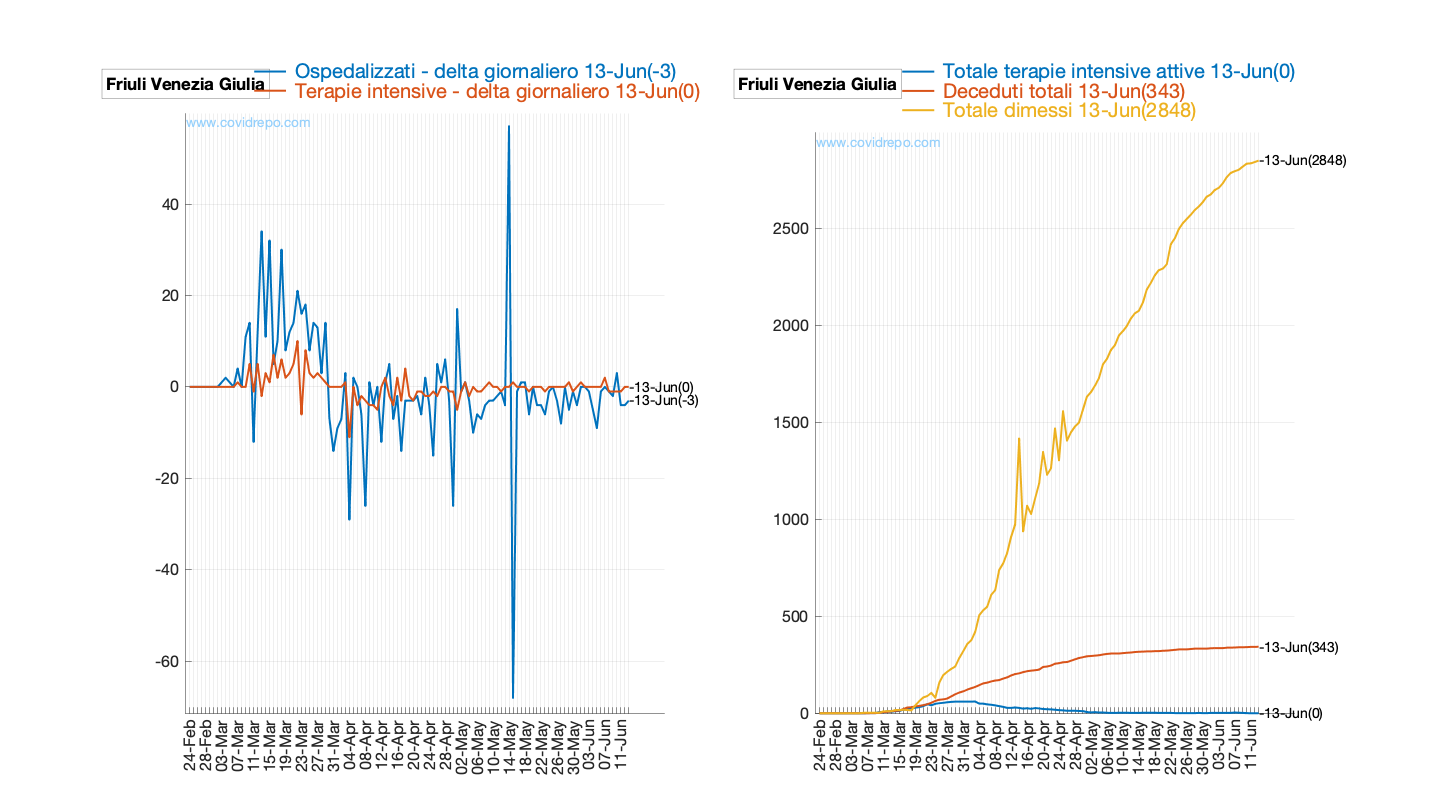 Friuli Venezia Giulia
Ospedalizzati - delta giornaliero 13-Jun(-3)
Terapie intensive - delta giornaliero 13-Jun(0)
www.covidrepo.com
40
20
0
-20
-40
-60
-13-Jun(0)
-13-Jun(-3)
24-Feb
28-Feb
03-Mar
07-Mar
11-Mar
15-Mar
19-Mar
23-Mar
27-Mar
31-Mar
04-Apr
08-Apr
12-Apr
16-Apr
20-Apr
24-Apr
28-Apr
02-May
06-May
10-May
14-May
18-May
22-May
26-May
30-May
03-Jun
07-Jun
11-Jun
Friuli Venezia Giulia
Totale terapie intensive attive 13-Jun(0)
Deceduti totali 13-Jun(343)
Totale dimessi 13-Jun(2848)
www.covidrepo.com
2500
2000
1500
1000
500
0
-13-Jun(2848)
-13-Jun(343)
-13-Jun(0)
24-Feb
28-Feb
03-Mar
07-Mar
11-Mar
15-Mar
19-Mar
23-Mar
27-Mar
31-Mar
04-Apr
08-Apr
12-Apr
16-Apr
20-Apr
24-Apr
28-Apr
02-May
06-May
10-May
14-May
18-May
22-May
26-May
30-May
03-Jun
07-Jun
11-Jun